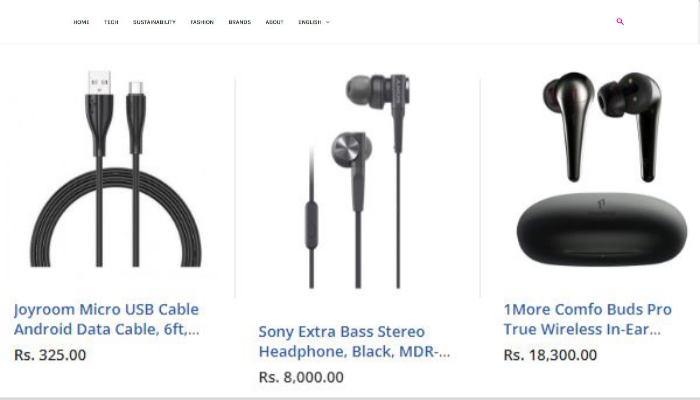 HOME TECH SUSTAINABILITY FASHION BRANDS ABOUT ENGLISH
Joyroom Micro USB Cable
Android Data Cable, 6ft,...
Rs. 325.00
Sony Extra Bass Stereo
Headphone, Black, MDR-...
Rs. 8,000.00
1More Comfo Buds Pro
True Wireless In-Ear...
Rs. 18,300.00